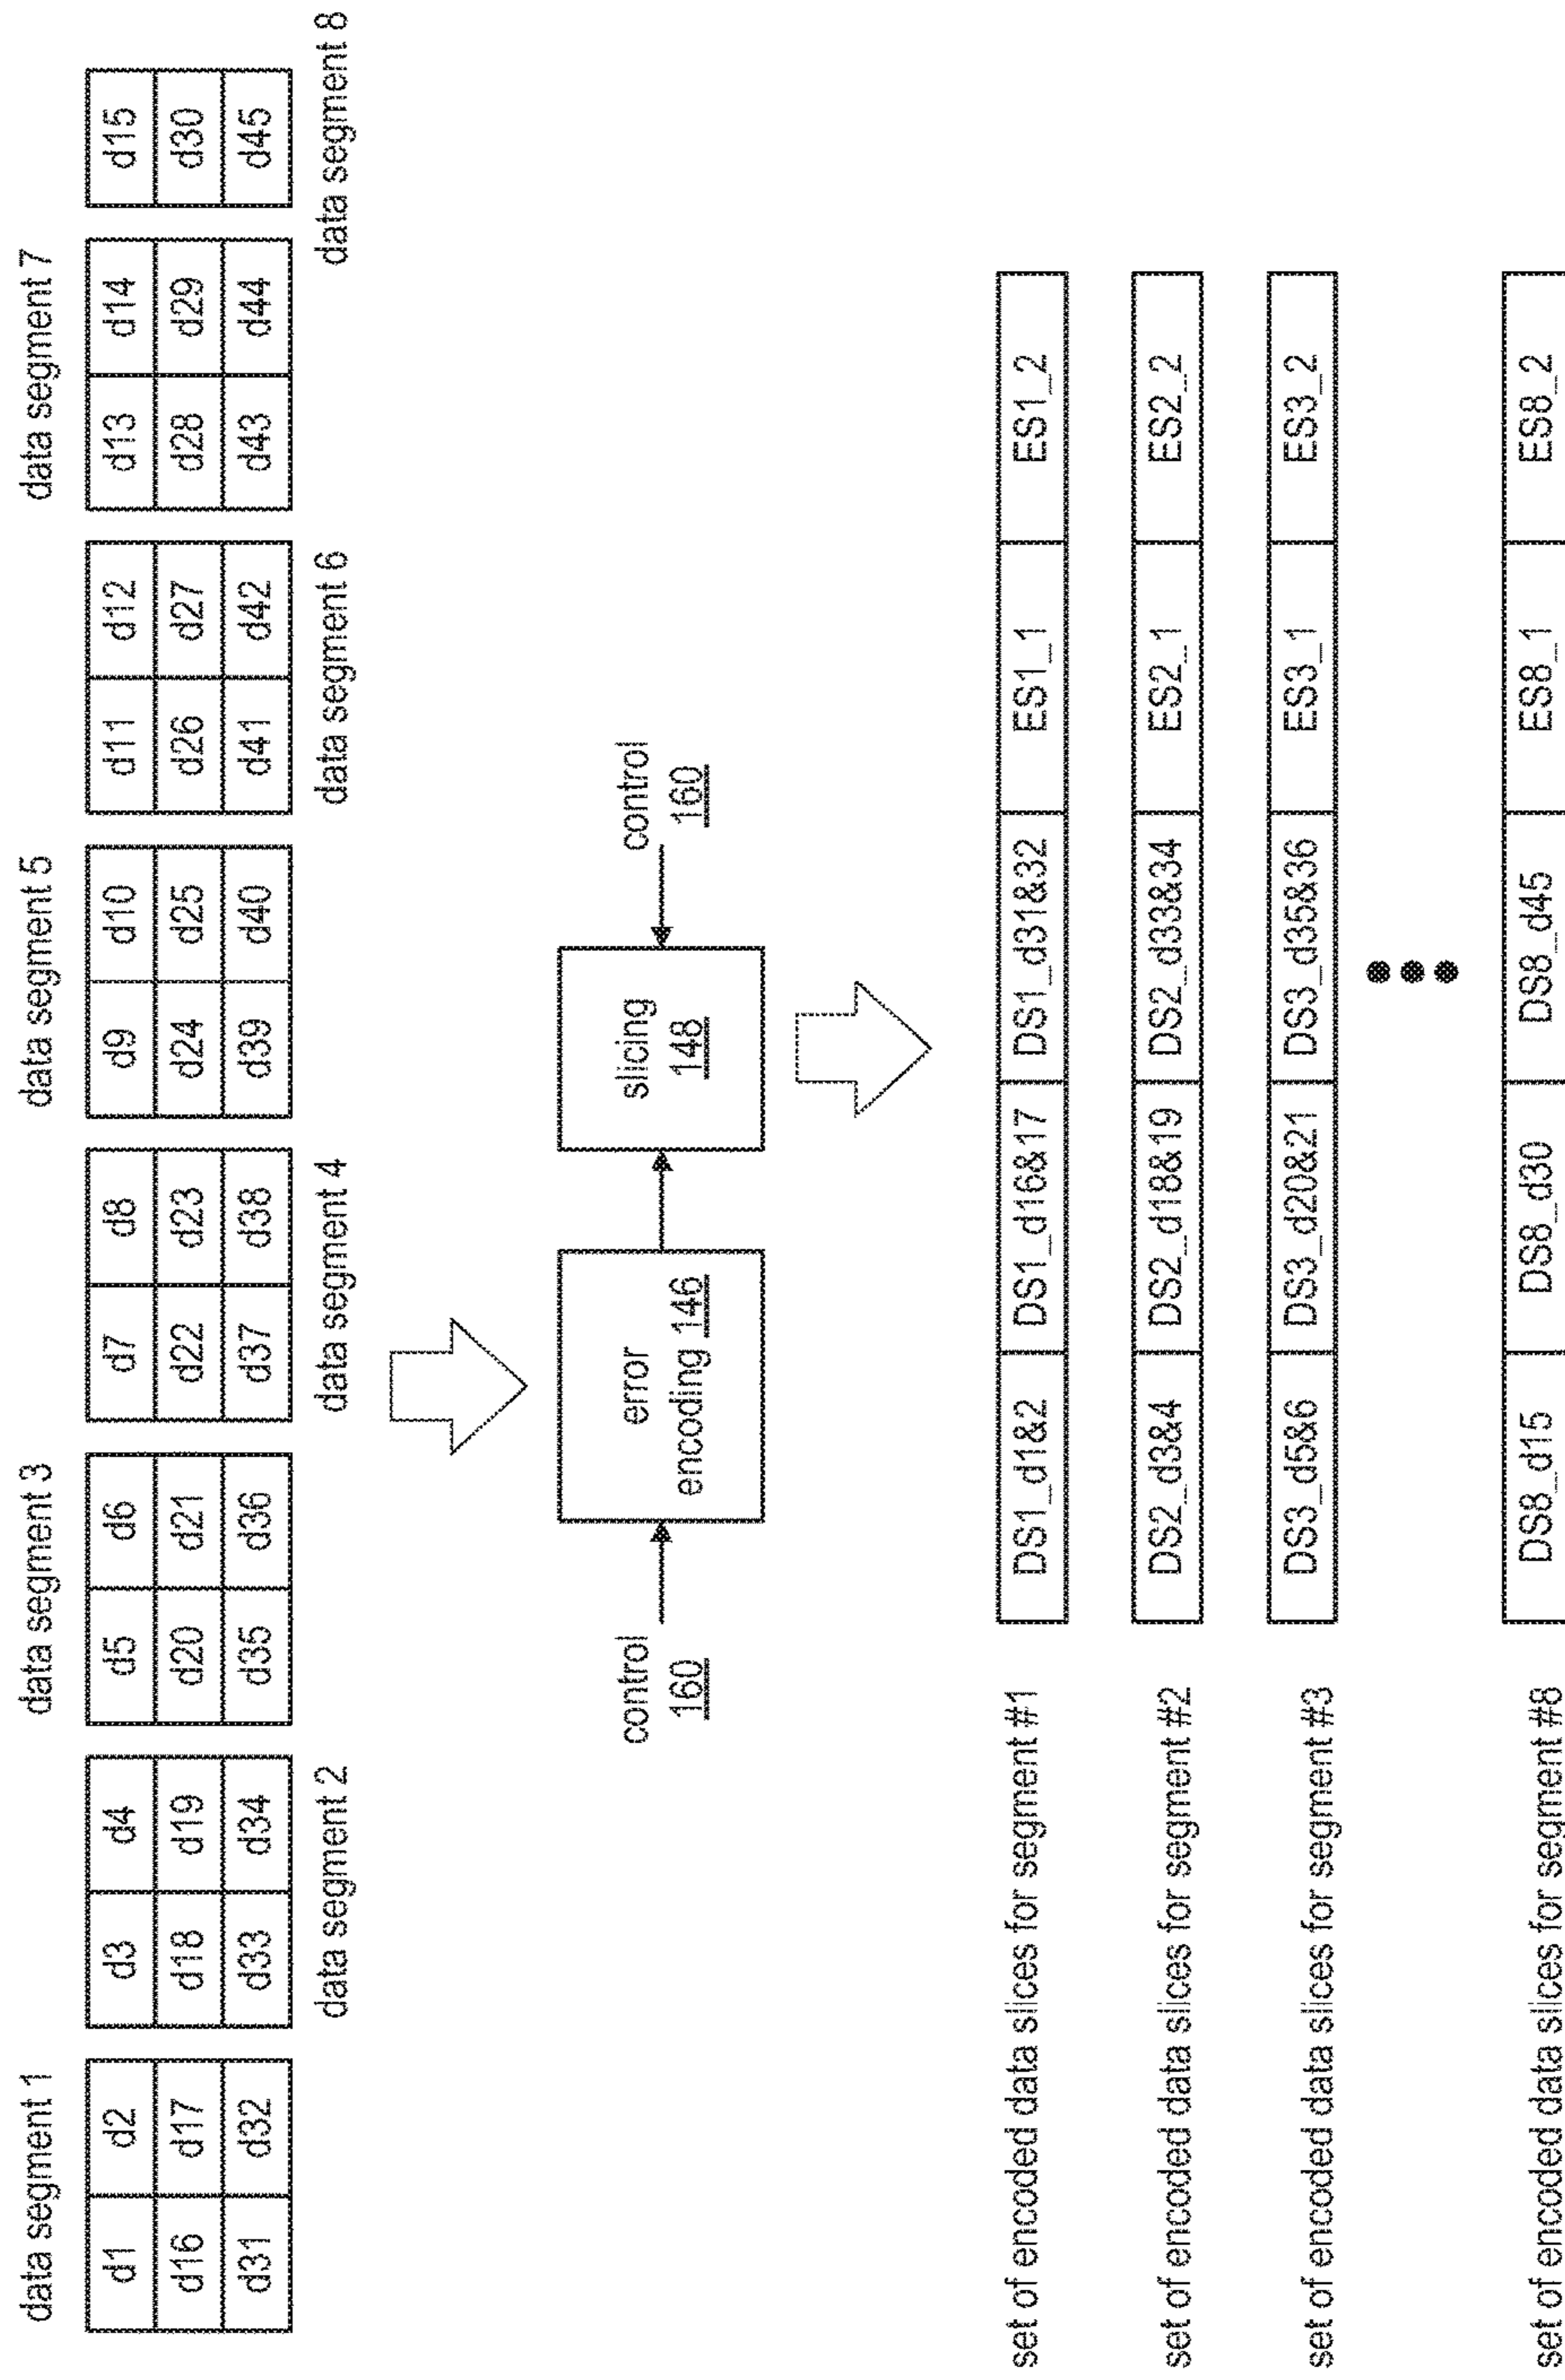 data segment 1
data segment 3
data segment 5
data segment 7
d1 d2 d3 d4 d5 d6 d7 d8 d9 d10 d11 d12 d13 d14 d15
d16 d17 d18 d19 d20 d21 d22 d23 d24 d25 d26 d27 d28 d29 d30
d31 d32 d33 d34 d35 d36 d37 d38 d39 d40 d41 d42 d43 d44 d45
data segment 2
data segment 4
data segment 6
data segment 8
control
160
error
encoding 146
slicing
148
control
160
set of encoded data slices for segment #1 DS1_d1&2 DS1_d16&17 DS1_d31&32 ES1_1 ES1_2
set of encoded data slices for segment #2 DS2_d3&4 DS2_d18&19 DS2_d33&34 ES2_1 ES2_2
set of encoded data slices for segment #3 DS3_d5&6 DS3_d20&21 DS3_d35&36 ES3_1 ES3_2
set of encoded data slices for segment #8 DS8_d15 DS8_d30 DS8_d45 ES8_1 ES8_2